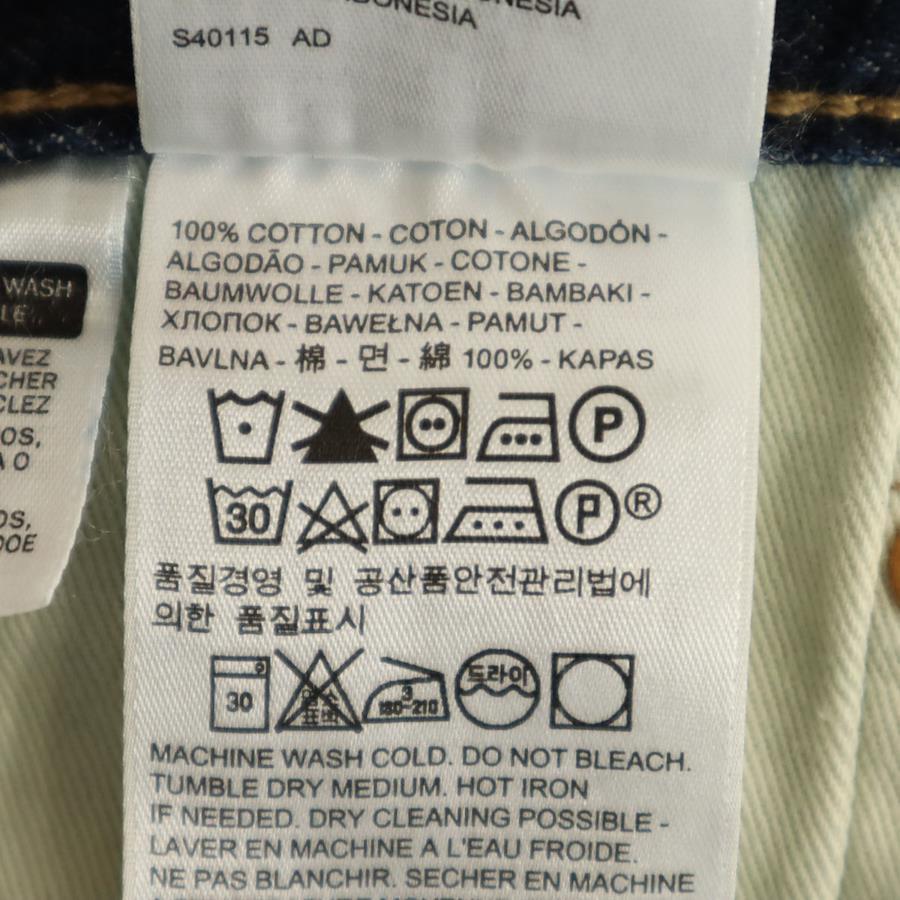 INDONESIA
S40115 AD
WASH
AVEZ
OS,
OS,
100% COTTON - COTON - ALGODÓN -
ALGODÃO - PAMUK - COTONE -
BAUMWOLLE - KATOEN - BAMBAKI -
ХЛОПОК - BAWEŁNA - PAMUT -
BAVLNA - 棉 - 면 - 綿 100% - KAPAS
P
30 P ®
품질경영 및 공산품안전관리법에
의한 품질표시
30 3 180-210 드라이
MACHINE WASH COLD. DO NOT BLEACH.
TUMBLE DRY MEDIUM. HOT IRON
IF NEEDED. DRY CLEANING POSSIBLE -
LAVER EN MACHINE A L'EAU FROIDE.
NE PAS BLANCHIR. SECHER EN MACHINE